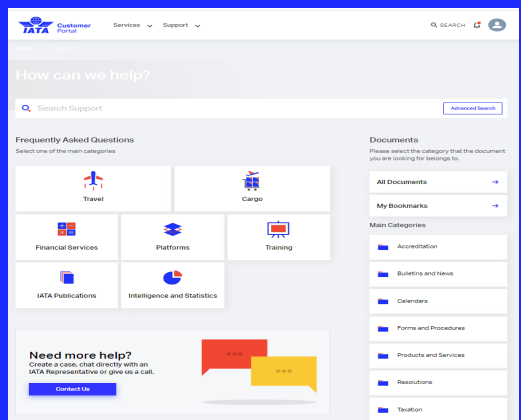 IATA
Customer
Portal
Services
Support
SEARCH
How can we help?
Search Support
Advanced Search
Frequently Asked Questions
Select one of the main categories
Travel
Cargo
Financial Services
Platforms
Training
IATA Publications
Intelligence and Statistics
Need more help?
Create a case, chat directly with an
IATA Representative or give us a call.
Contact Us
Documents
Please select the category that the document
you are looking for belongs to.
All Documents
My Bookmarks
Main Categories
Accreditation
Bulletins and News
Calendars
Forms and Procedures
Products and Services
Resolutions
Taxation